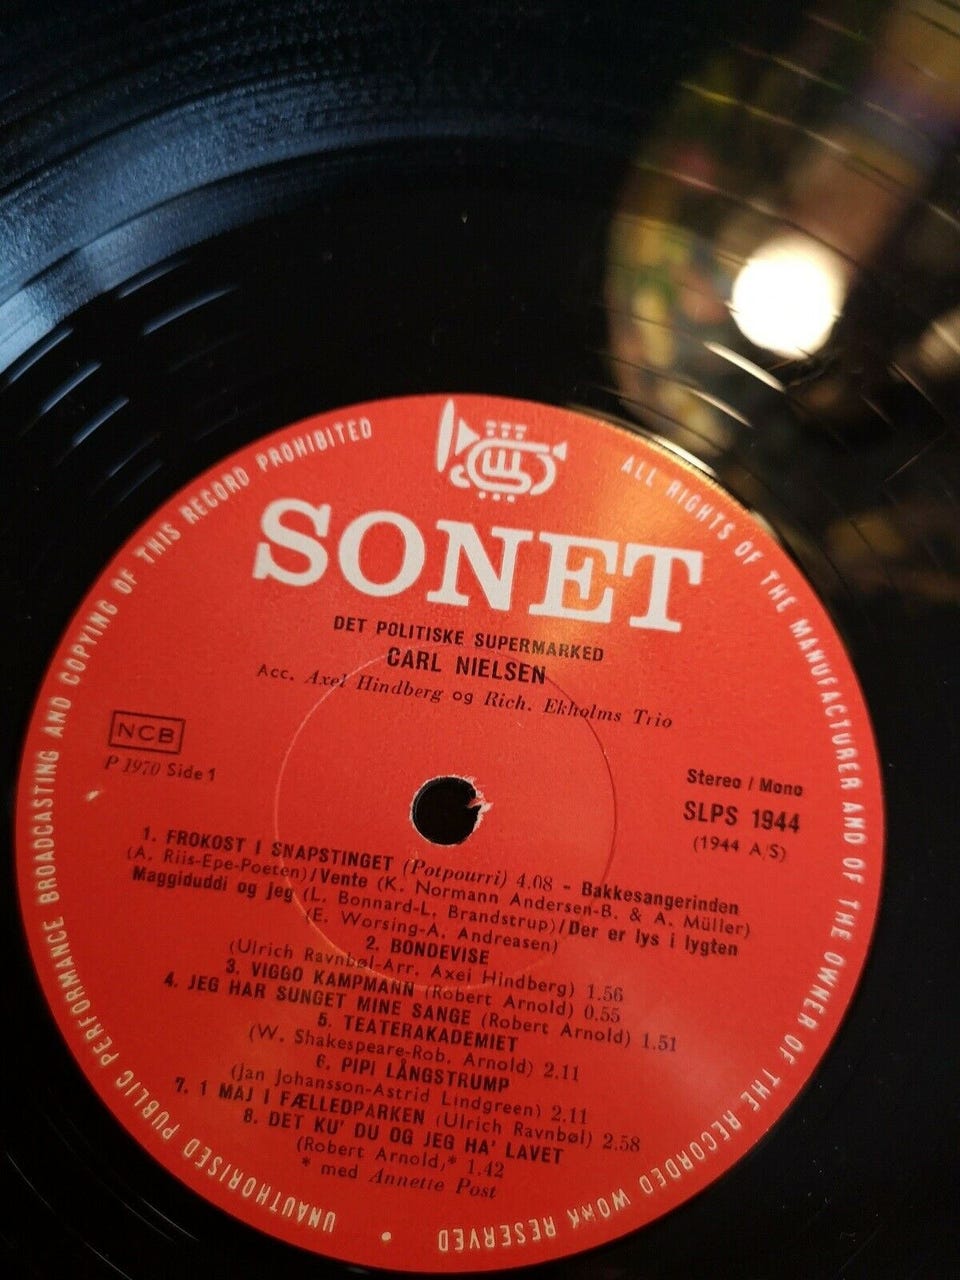 UNAUTHORISED PUBLIC PERFORMANCE BROADCASTING AND COPYING OF THIS RECORD PROHIBITED
ALL RIGHTS OF THE MANUFACTURER AND OF THE OWNER OF THE RECORDED WORK RESERVED
SONET
DET POLITISKE SUPERMARKED
CARL NIELSEN
Acc. Axel Hindberg og Rich. Ekholms Trio
NCB
P 1970 Side 1
Stereo / Mono
SLPS 1944
(1944 A/S)
1. FROKOST I SNAPSTINGET (Potpourri) 4.08 - Bakkesangerinden
(A. Riis-Epe-Poeten)/Vente (K. Normann Andersen-B. & A. Müller)
Maggiduddi og jeg (L. Bonnard-L. Brandstrup)/Der er lys i lygten
(E. Worsing-A. Andreasen)
2. BONDEVISE
(Ulrich Ravnbøl-Arr. Axel Hindberg) 1.56
3. VIGGO KAMPMANN (Robert Arnold) 0.55
4. JEG HAR SUNGET MINE SANGE (Robert Arnold) 1.51
5. TEATERAKADEMIET
(W. Shakespeare-Rob. Arnold) 2.11
6. PIPI LÅNGSTRUMP
(Jan Johansson-Astrid Lindgreen) 2.11
7. 1 MAJ I FÆLLEDPARKEN (Ulrich Ravnbøl) 2.58
8. DET KU' DU OG JEG HA' LAVET
(Robert Arnold,* 1.42
* med Annette Post